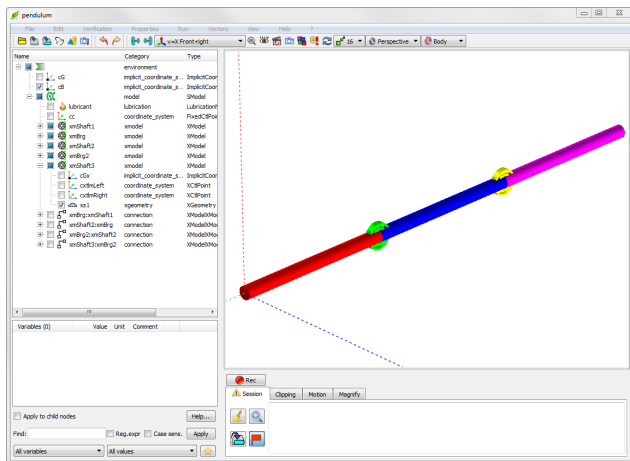 pendulum
File Edit Verification Properties Run Vectors View Help ?
v=X Front-right 16 Perspective Body
Name Category Type
environment
cG implicit_coordinate_s... ImplicitCoor
cB implicit_coordinate_s... ImplicitCoor
model SModel
lubricant lubrication Lubrication
cc coordinate_system FixedCtlPoin
xmShaft1 xmodel XModel
xmBrg xmodel XModel
xmShaft2 xmodel XModel
xmBrg2 xmodel XModel
xmShaft3 xmodel XModel
cGx implicit_coordinate_s... ImplicitCoor
cxtlmLeft coordinate_system XCtlPoint
cxtlmRight coordinate_system XCtlPoint
xs1 xgeometry XGeometry
xmBrg:xmShaft1 connection XModelXMo
xmShaft2:xmBrg connection XModelXMo
xmBrg2:xmShaft2 connection XModelXMo
xmShaft3:xmBrg2 connection XModelXMo
Variables (0) Value Unit Comment
Rec
Session Clipping Motion Magnify
Apply to child nodes Help...
Find: Reg.expr Case sens. Apply
All variables All values